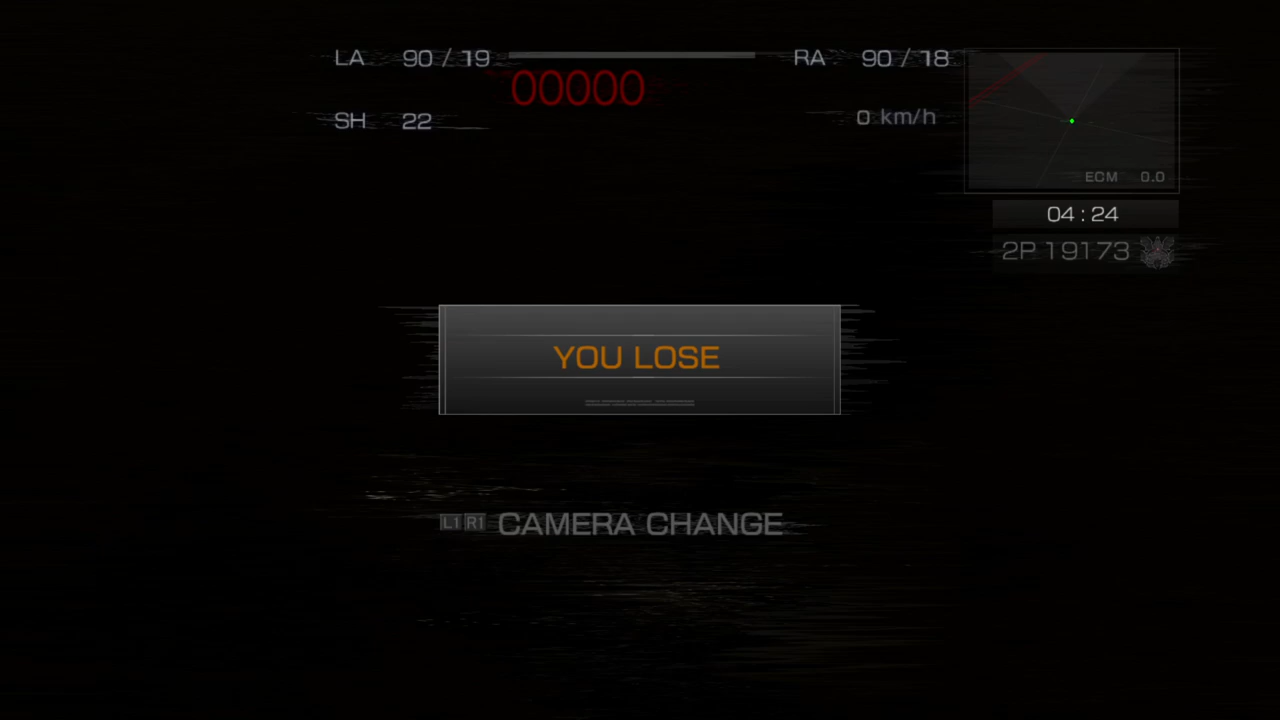 LA 90 / 19 RA 90 / 18
00000
SH 22 0 km/h
ECM 0.0
04 : 24
2P 19173
YOU LOSE
L1 R1 CAMERA CHANGE